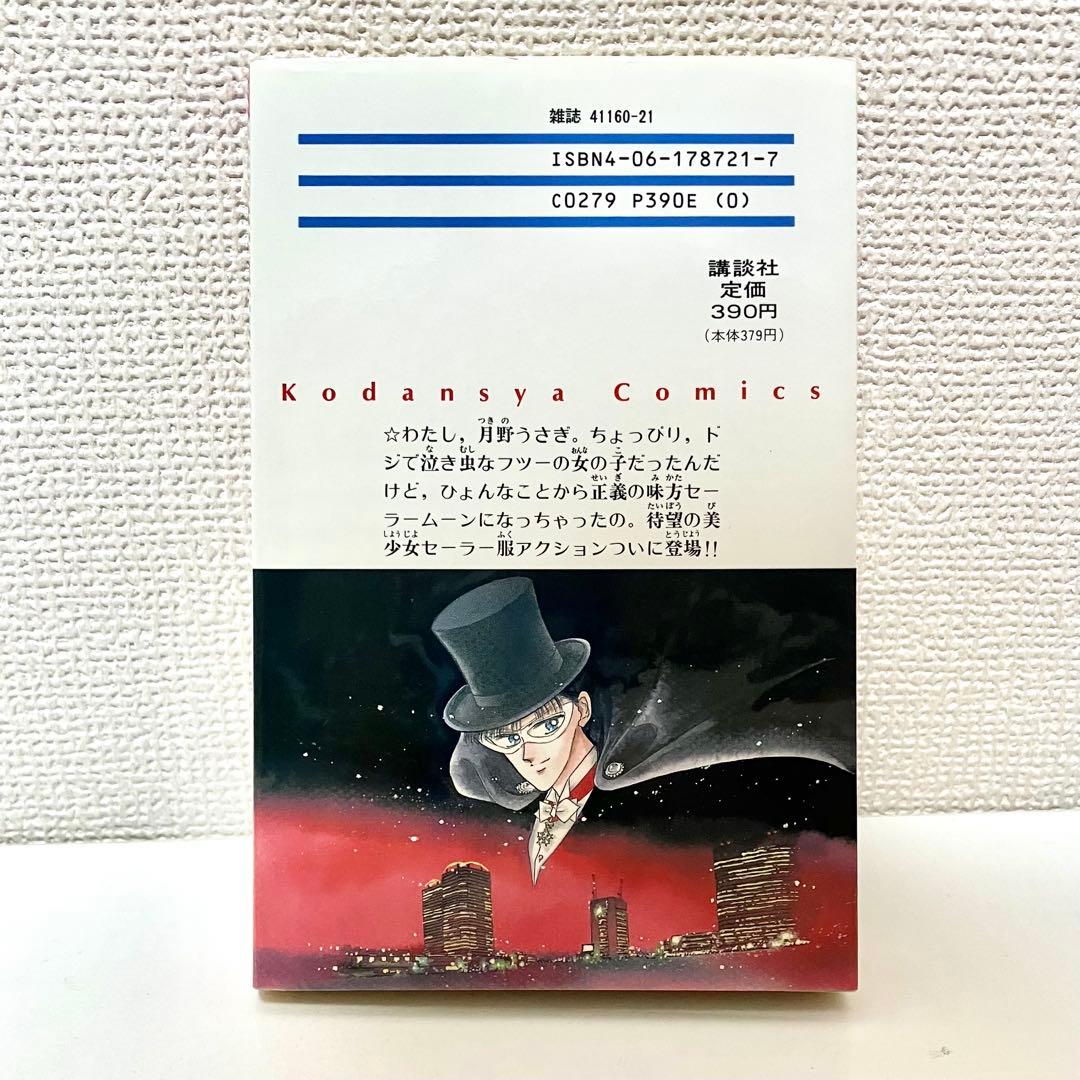 雑誌 41160-21
ISBN4-06-178721-7
C0279 P390E (0)
講談社
定価
390円
(本体379円)
Kodansya Comics
☆わたし，月野うさぎ。ちょっぴり，ド
ジで泣き虫なフツーの女の子だったんだ
けど，ひょんなことから正義の味方セー
ラームーンになっちゃったの。待望の美
少女セーラー服アクションついに登場!!